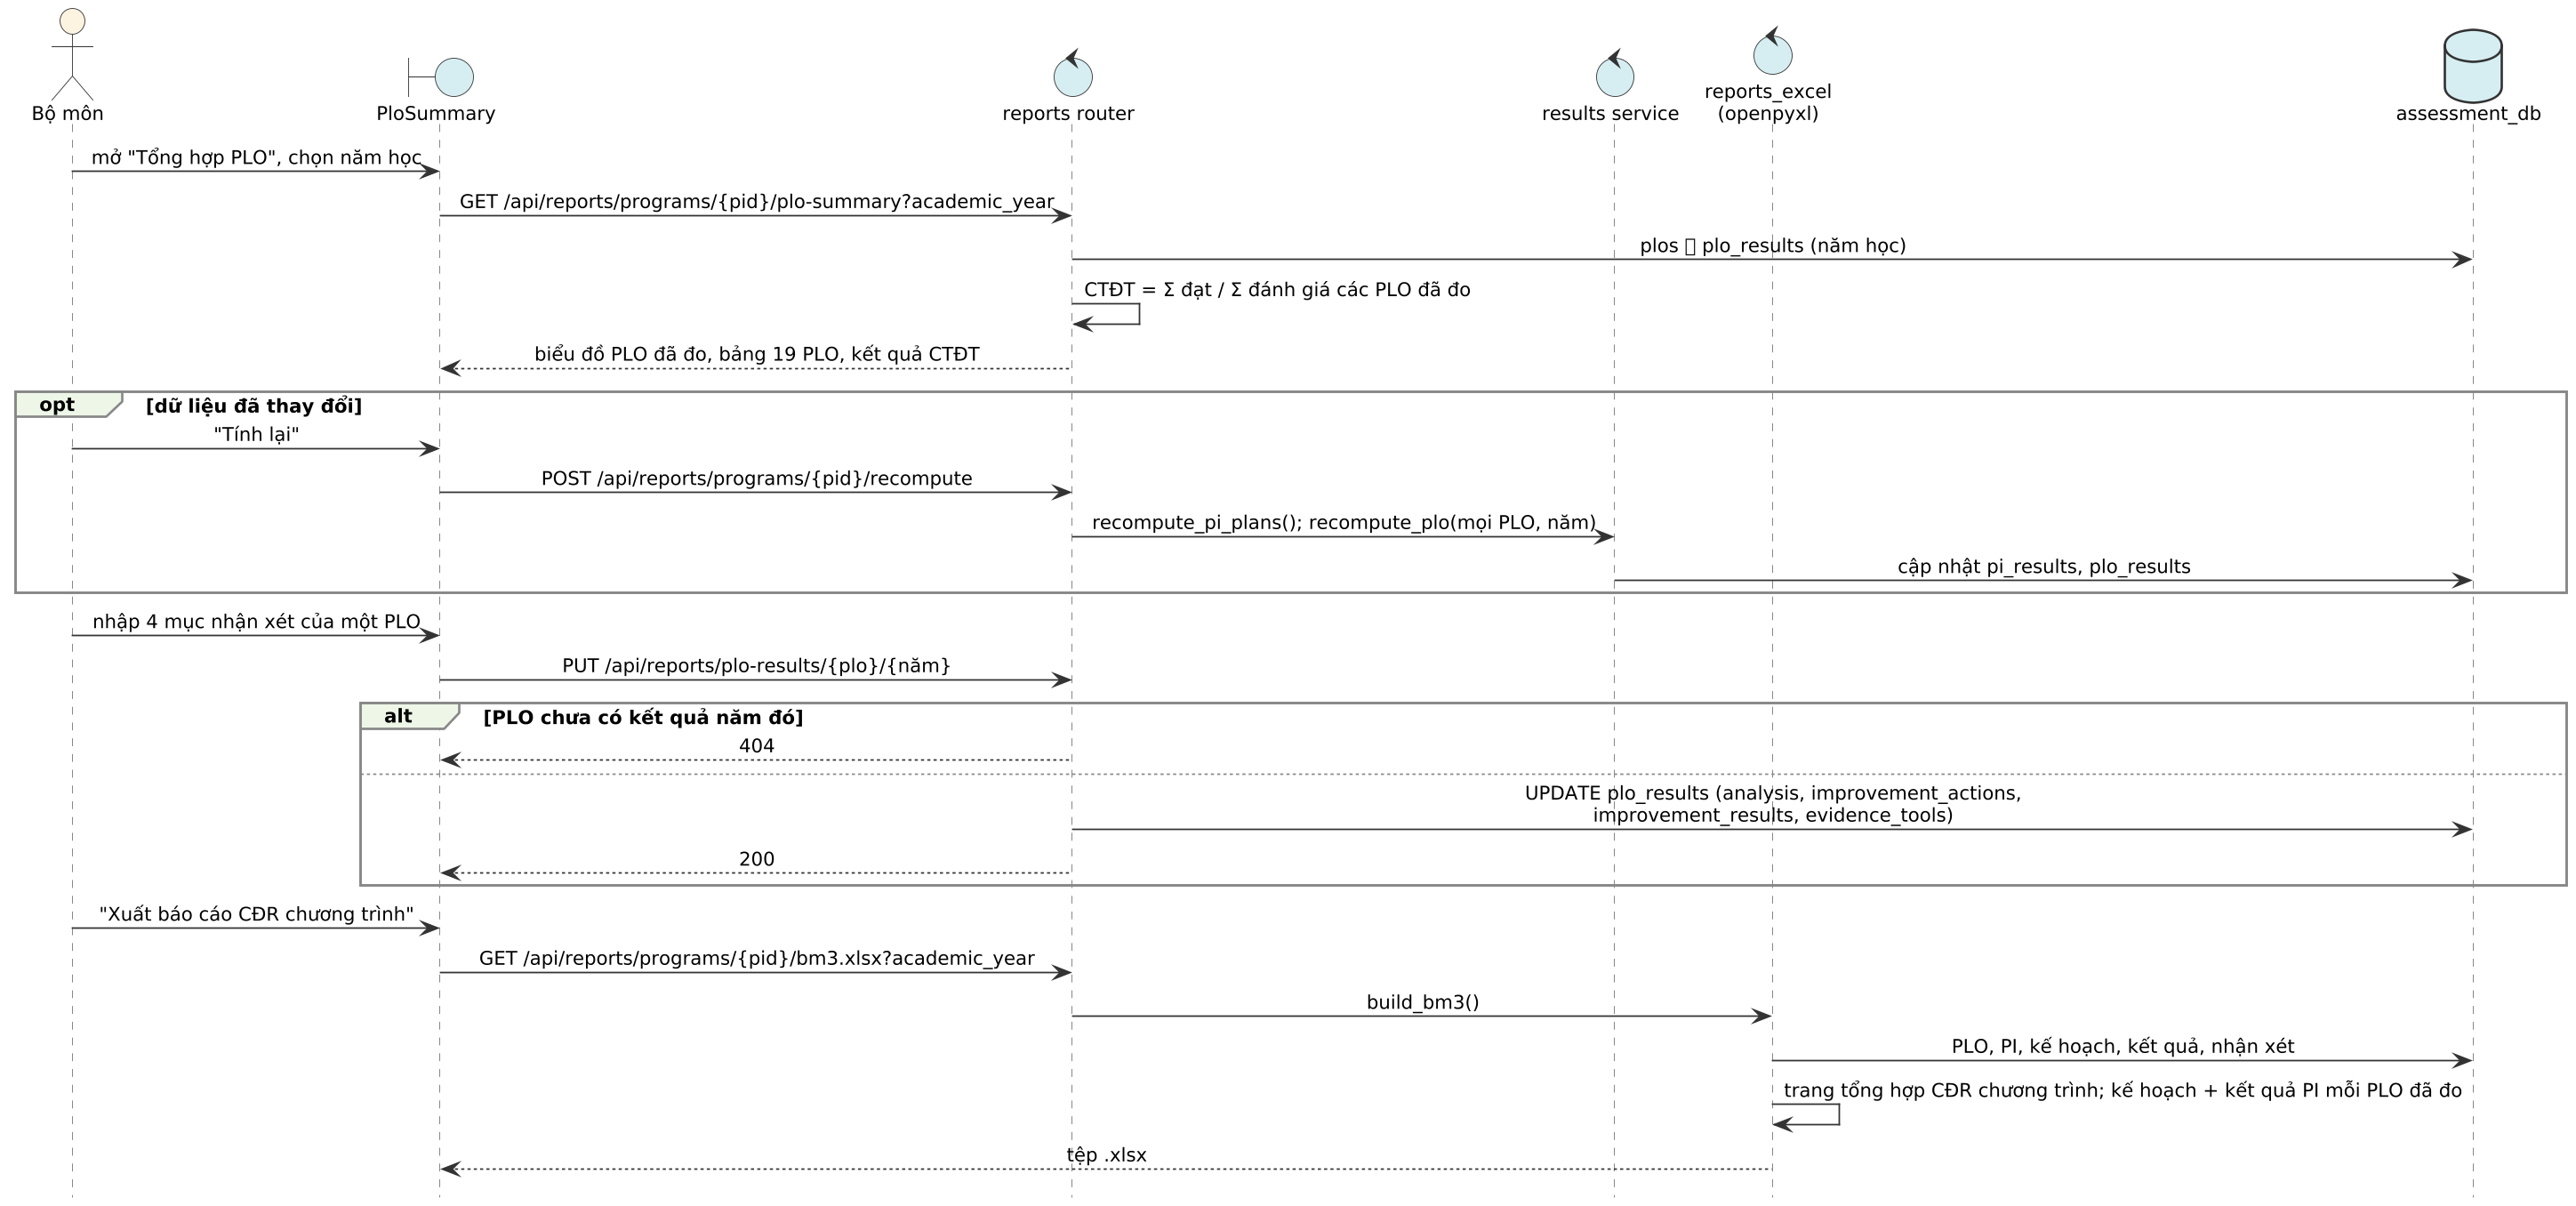 Bộ môn
PloSummary
reports router
results service
reports_excel
(openpyxl)
assessment_db
mở "Tổng hợp PLO", chọn năm học
GET /api/reports/programs/{pid}/plo-summary?academic_year
plos ▯ plo_results (năm học)
CTĐT = Σ đạt / Σ đánh giá các PLO đã đo
biểu đồ PLO đã đo, bảng 19 PLO, kết quả CTĐT
opt [dữ liệu đã thay đổi]
"Tính lại"
POST /api/reports/programs/{pid}/recompute
recompute_pi_plans(); recompute_plo(mọi PLO, năm)
cập nhật pi_results, plo_results
nhập 4 mục nhận xét của một PLO
PUT /api/reports/plo-results/{plo}/{năm}
alt [PLO chưa có kết quả năm đó]
404
UPDATE plo_results (analysis, improvement_actions,
improvement_results, evidence_tools)
200
"Xuất báo cáo CĐR chương trình"
GET /api/reports/programs/{pid}/bm3.xlsx?academic_year
build_bm3()
PLO, PI, kế hoạch, kết quả, nhận xét
trang tổng hợp CĐR chương trình; kế hoạch + kết quả PI mỗi PLO đã đo
tệp .xlsx